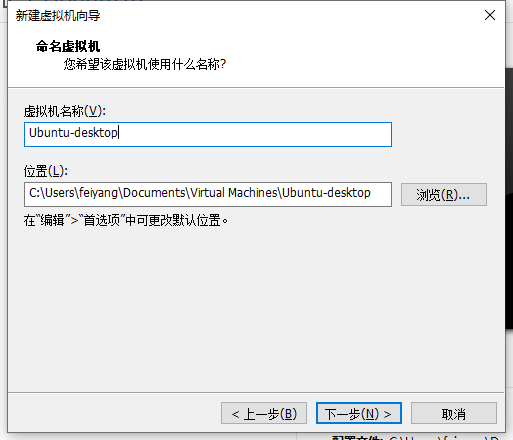 新建虚拟机向导
命名虚拟机
您希望该虚拟机使用什么名称?
虚拟机名称(V):
Ubuntu-desktop
位置(L):
C:\Users\feiyang\Documents\Virtual Machines\Ubuntu-desktop
浏览(R)...
在“编辑”>“首选项”中可更改默认位置。
< 上一步(B)
下一步(N) >
取消